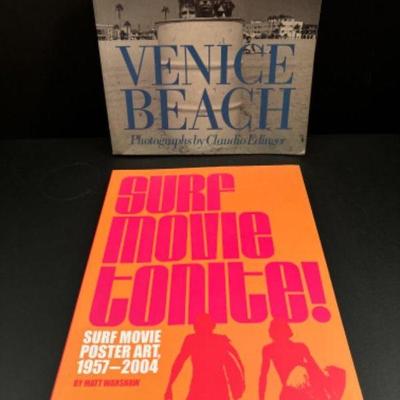 VENICE
BEACH
Photographs by Claudio Edinger
SURF
MOVIE
TONITE!
SURF MOVIE
POSTER ART,
1957–2004
BY MATT WARSHAW